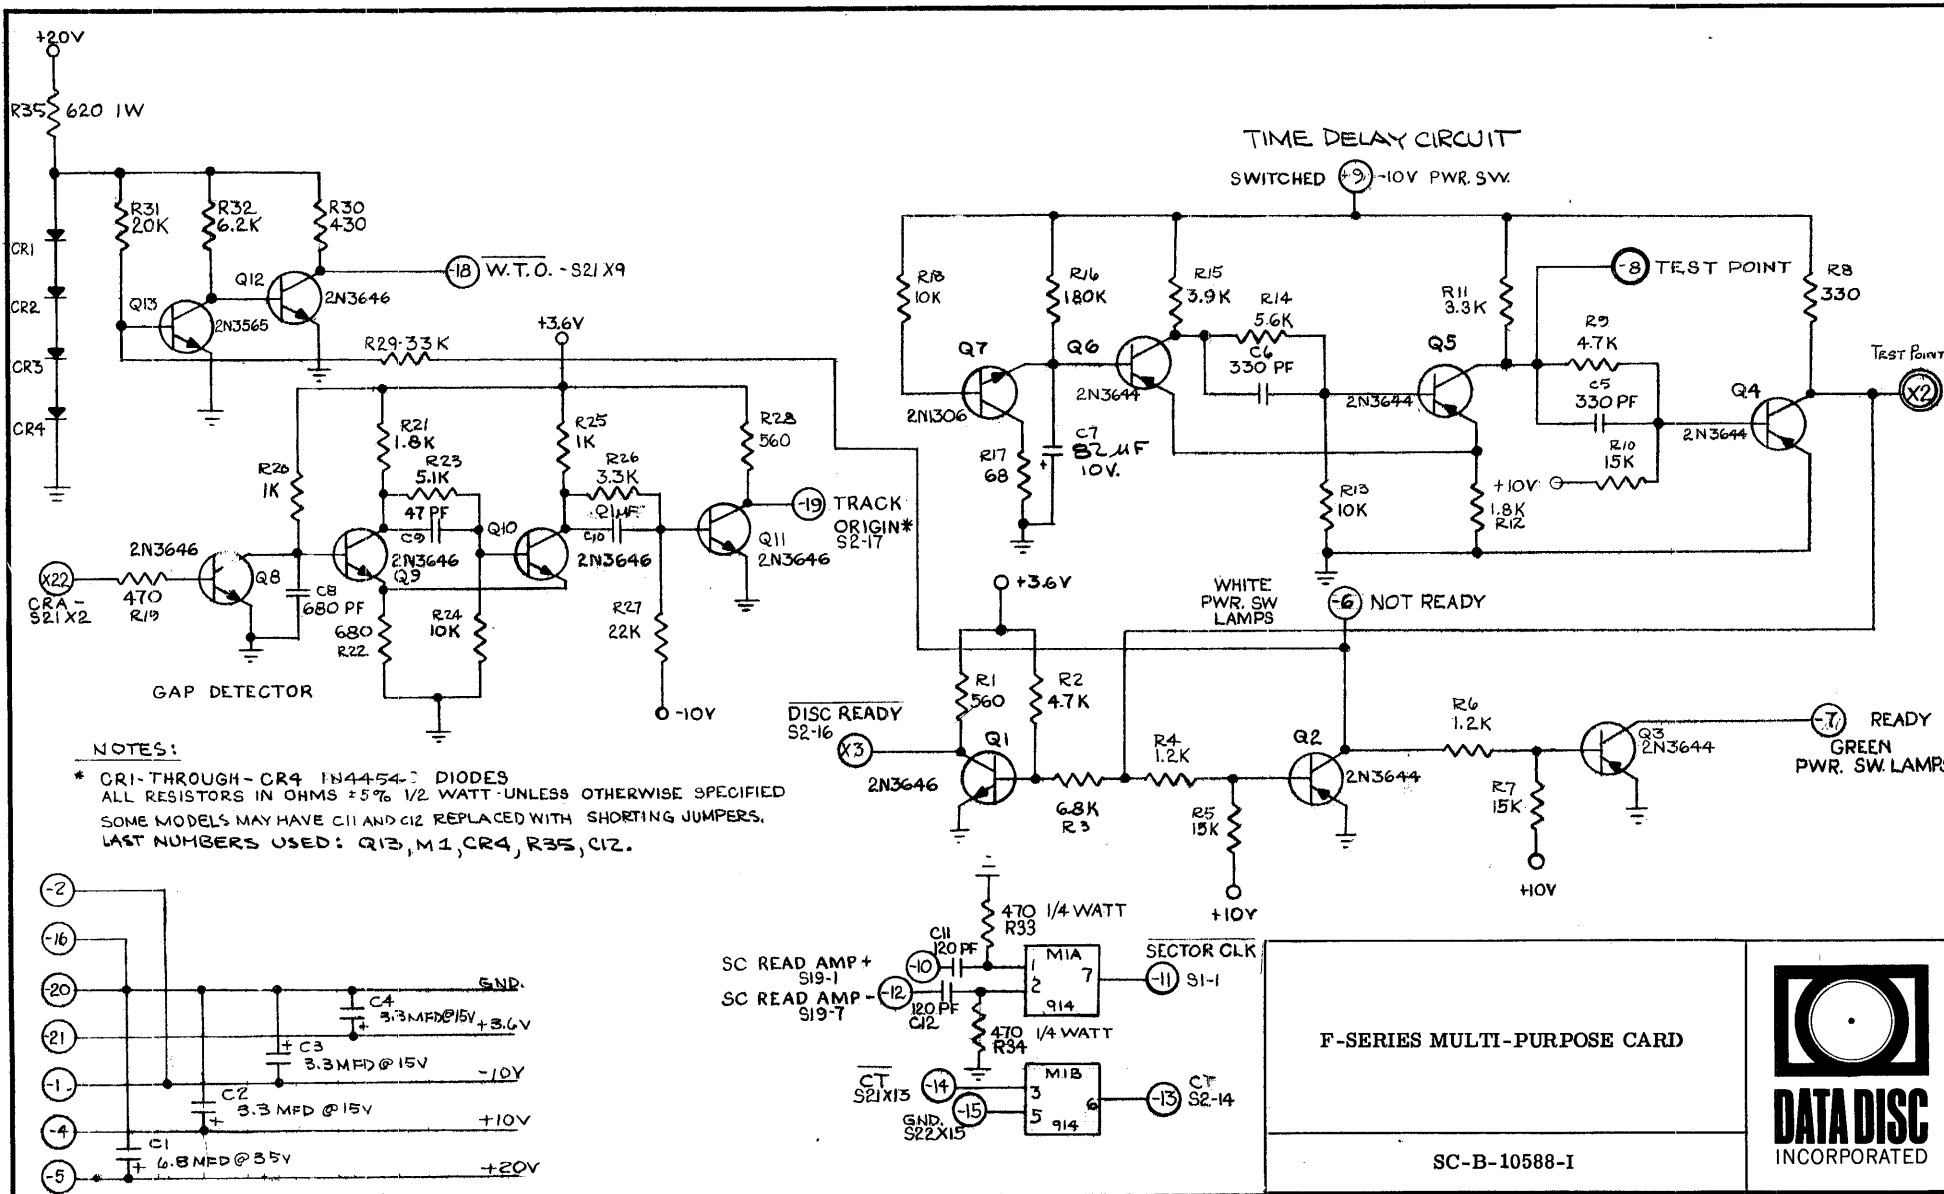 +20V
R35 620 1W
CR1
CR2
CR3
CR4
R31
20K
R32
6.2K
R30
430
Q13
2N3565
Q12
2N3646
-18 W.T.O. - S21X9
R29-33K
+3.6V
R20
1K
R21
1.8K
R23
5.1K
47 PF
C9
R25
1K
R26
3.3K
C10
R28
560
-19 TRACK
ORIGIN*
S2-17
2N3646
Q8
2N3646
Q9
Q10
2N3646
Q11
2N3646
X22
CRA-
S21X2
470
R19
C8
680 PF
680
R22
R24
10K
R27
22K
-10V
GAP DETECTOR
TIME DELAY CIRCUIT
SWITCHED +9 -10V PWR. SW.
R18
10K
R16
180K
R15
3.9K
R14
5.6K
C6
330 PF
R11
3.3K
-8 TEST POINT
R9
4.7K
C5
330 PF
R8
330
TEST POINT
X2
Q7
2N1306
Q6
2N3644
Q5
2N3644
Q4
2N3644
R17
68
C7
82 µF
10V.
R13
10K
+10V
1.8K
R12
R10
15K
+3.6V
WHITE
PWR. SW
LAMPS
-6 NOT READY
R1
560
R2
4.7K
DISC READY
S2-16
X3
Q1
2N3646
6.8K
R3
R4
1.2K
R5
15K
+10V
Q2
2N3644
R6
1.2K
R7
15K
+10V
Q3
2N3644
-7 READY
GREEN
PWR. SW. LAMPS
NOTES:
* CR1-THROUGH-CR4 1N4454- DIODES
ALL RESISTORS IN OHMS ±5% 1/2 WATT-UNLESS OTHERWISE SPECIFIED
SOME MODELS MAY HAVE C11 AND C12 REPLACED WITH SHORTING JUMPERS.
LAST NUMBERS USED: Q13, M1, CR4, R35, C12.
-2
-16
-20 GND.
C4
3.3MFD@15V
-21 +3.6V
+ C3
3.3MFD@15V
-1 -10V
C2
3.3 MFD @15V
+
-4 +10V
C1
+ 6.8 MFD@35V
-5 +20V
470 1/4 WATT
R33
C11
120 PF
SC READ AMP +
S19-1
-10
SC READ AMP -
S19-7
-12
120 PF
C12
470 1/4 WATT
R34
M1A
1
2
7
914
SECTOR CLK
-11 S1-1
CT
S21X13
-14
GND.
S22X15
-15
M1B
3
5
6
914
-13 CT
S2-14
F-SERIES MULTI-PURPOSE CARD
SC-B-10588-I
DATA DISC
INCORPORATED